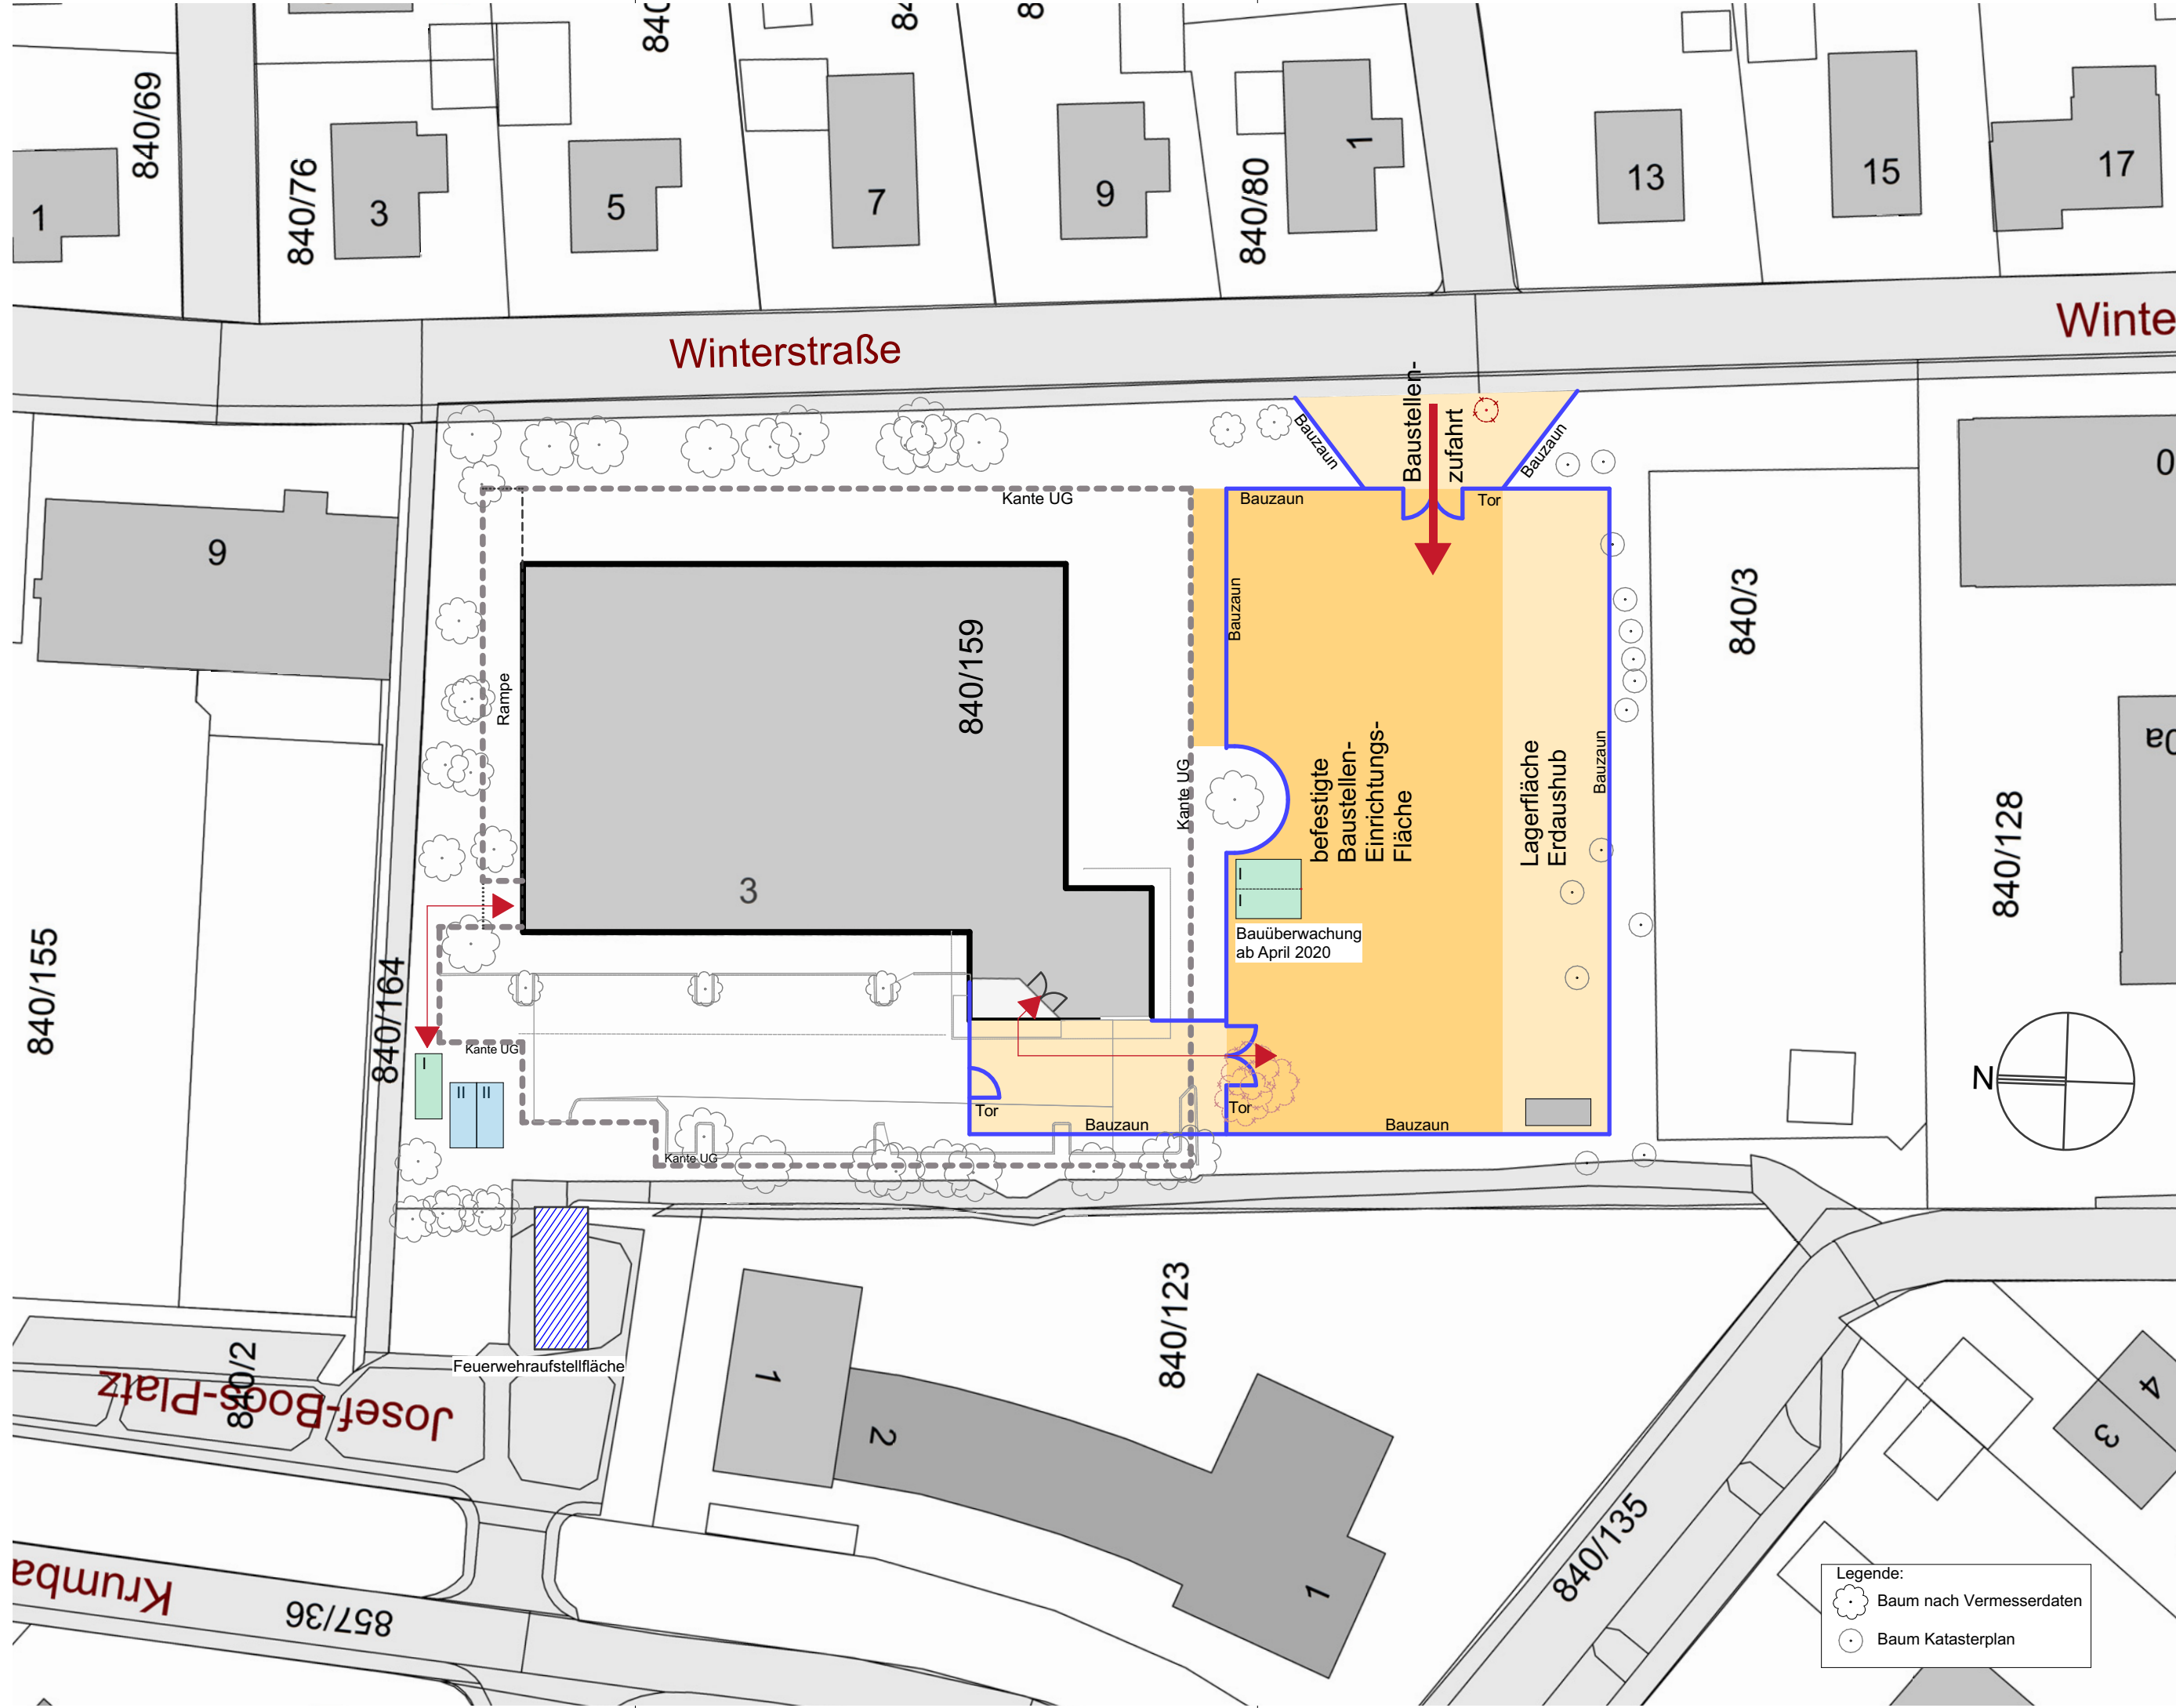 840/69
840/76
840/80
1
3
5
7
9
1
13
15
17
Winterstraße
Winte
Baustellen-
zufahrt
Bauzaun
Bauzaun
Bauzaun
Tor
Kante UG
9
Rampe
840/159
3
Bauzaun
Kante UG
befestigte
Baustellen-
Einrichtungs-
Fläche
Lagerfläche
Erdaushub
Bauzaun
I
I
Bauüberwachung
ab April 2020
840/3
0
0a
840/128
N
840/155
840/164
Kante UG
I
II
II
Kante UG
Tor
Tor
Bauzaun
Bauzaun
Feuerwehraufstellfläche
840/2
Josef-Boos-Platz
Krumba
857/36
1
2
1
840/123
840/135
4
3
Legende:
Baum nach Vermesserdaten
Baum Katasterplan